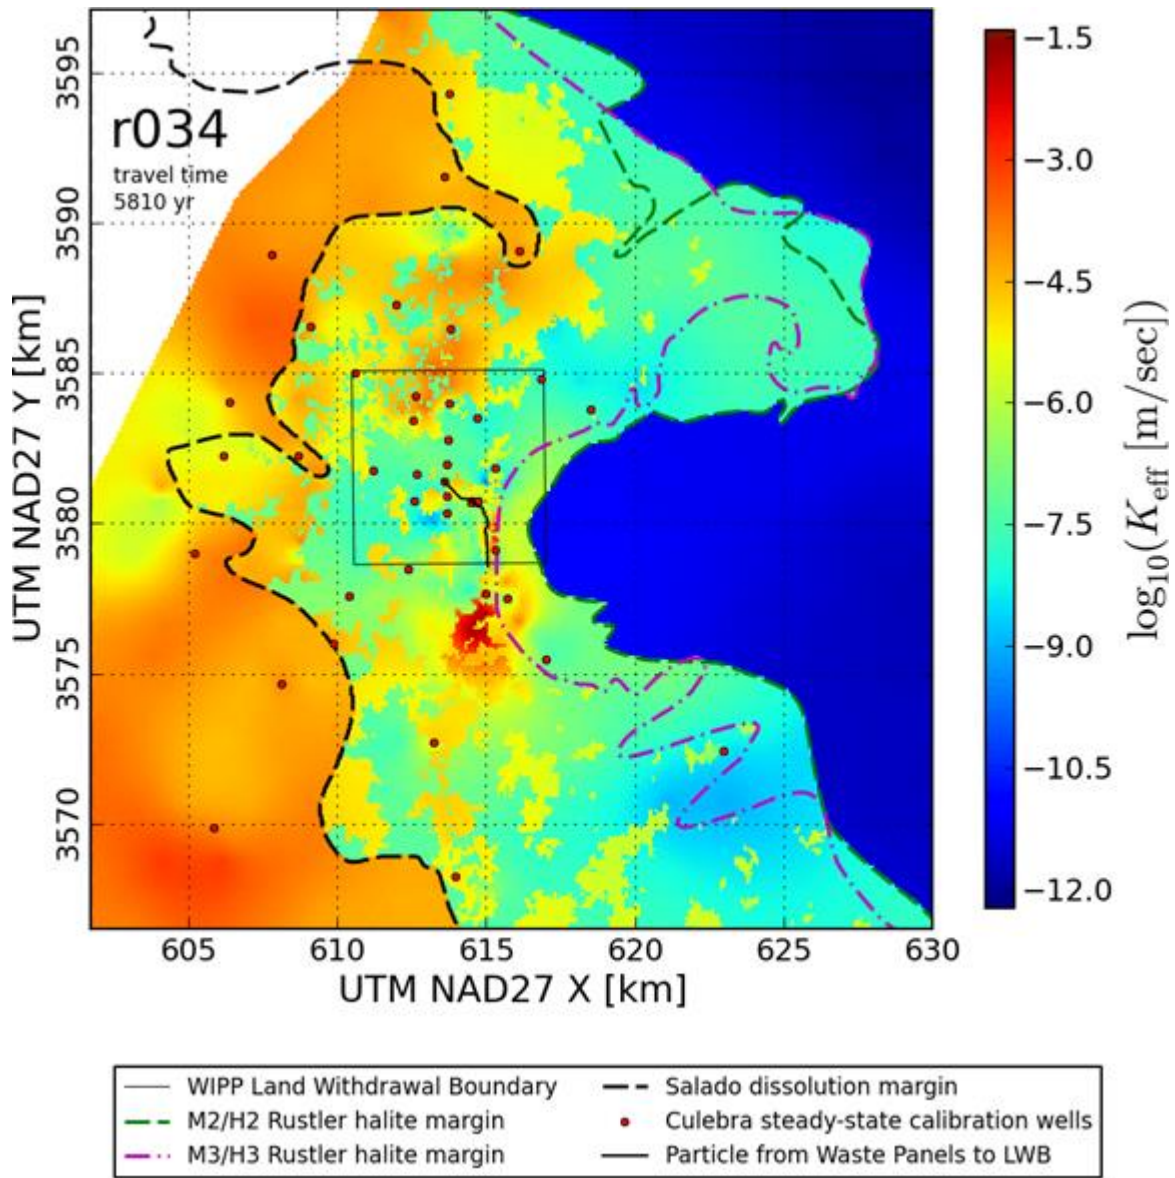 r034
travel time
5810 yr
3595
3590
3585
3580
3575
3570
UTM NAD27 Y [km]
605 610 615 620 625 630
UTM NAD27 X [km]
−1.5
−3.0
−4.5
−6.0
−7.5
−9.0
−10.5
−12.0
log10(Keff [m/sec])
WIPP Land Withdrawal Boundary
M2/H2 Rustler halite margin
M3/H3 Rustler halite margin
Salado dissolution margin
Culebra steady-state calibration wells
Particle from Waste Panels to LWB